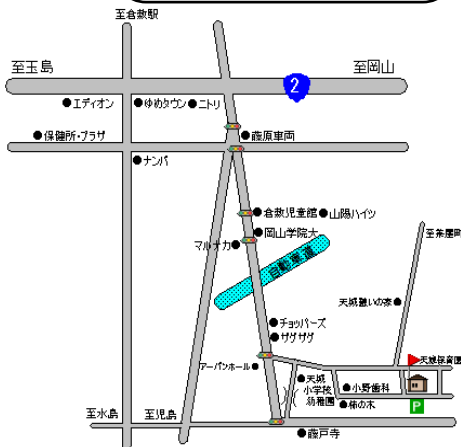 至倉敷駅
至玉島
至岡山
2
●エディオン
●ゆめタウン
●ニトリ
●保健所・プラザ
●藤原車両
●ナンバ
●倉敷児童館
●山陽ハイツ
●岡山学院大
マルナカ●
自動車道
至茶屋町
天城憩いの家●
●チョッパーズ
●ザグザグ
アーバンホール●
天城保育園
●天城
小学校
幼稚園
●小野歯科
●柿の木
P
至水島
至児島
●藤戸寺